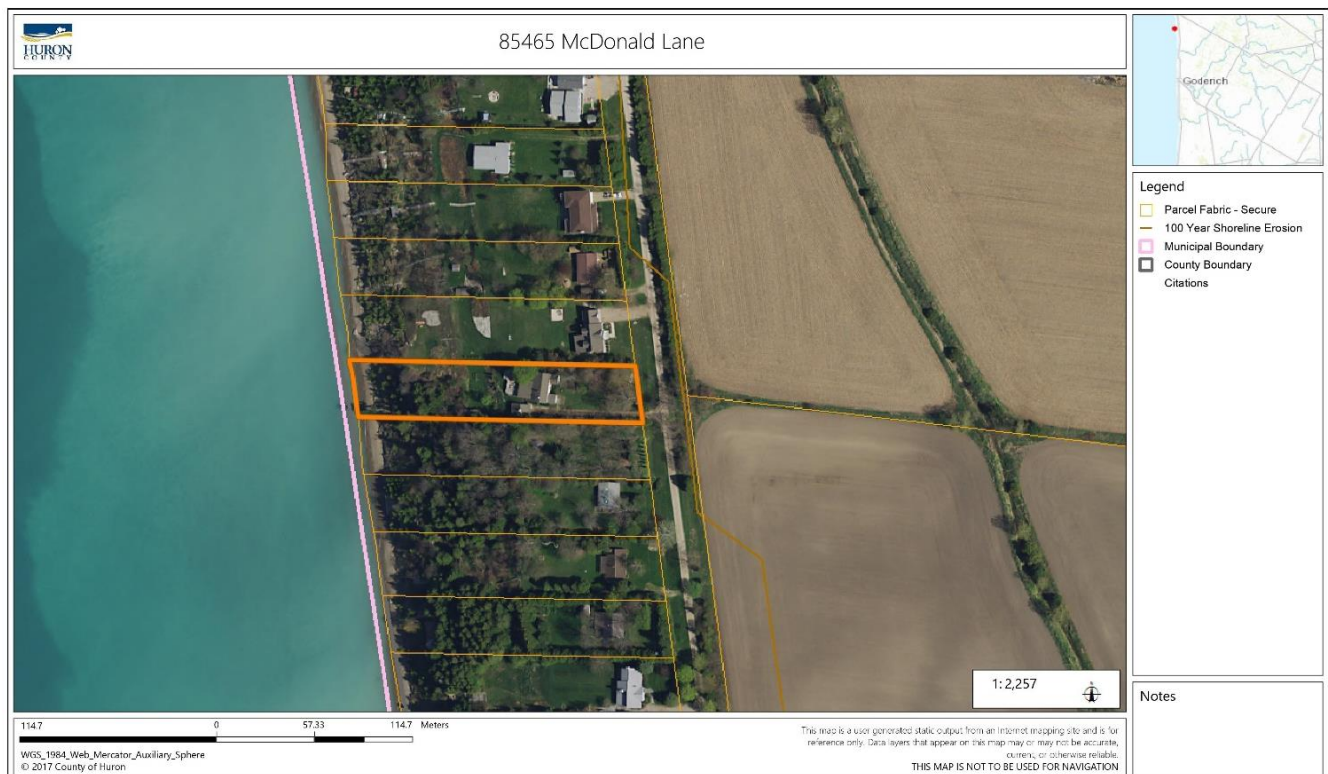 HURON
COUNTY
85465 McDonald Lane
Goderich
Legend
Parcel Fabric - Secure
100 Year Shoreline Erosion
Municipal Boundary
County Boundary
Citations
1: 2,257
Notes
114.7 0 57.33 114.7 Meters
WGS_1984_Web_Mercator_Auxiliary_Sphere
© 2017 County of Huron
This map is a user generated static output from an Internet mapping site and is for
reference only. Data layers that appear on this map may or may not be accurate,
current, or otherwise reliable.
THIS MAP IS NOT TO BE USED FOR NAVIGATION